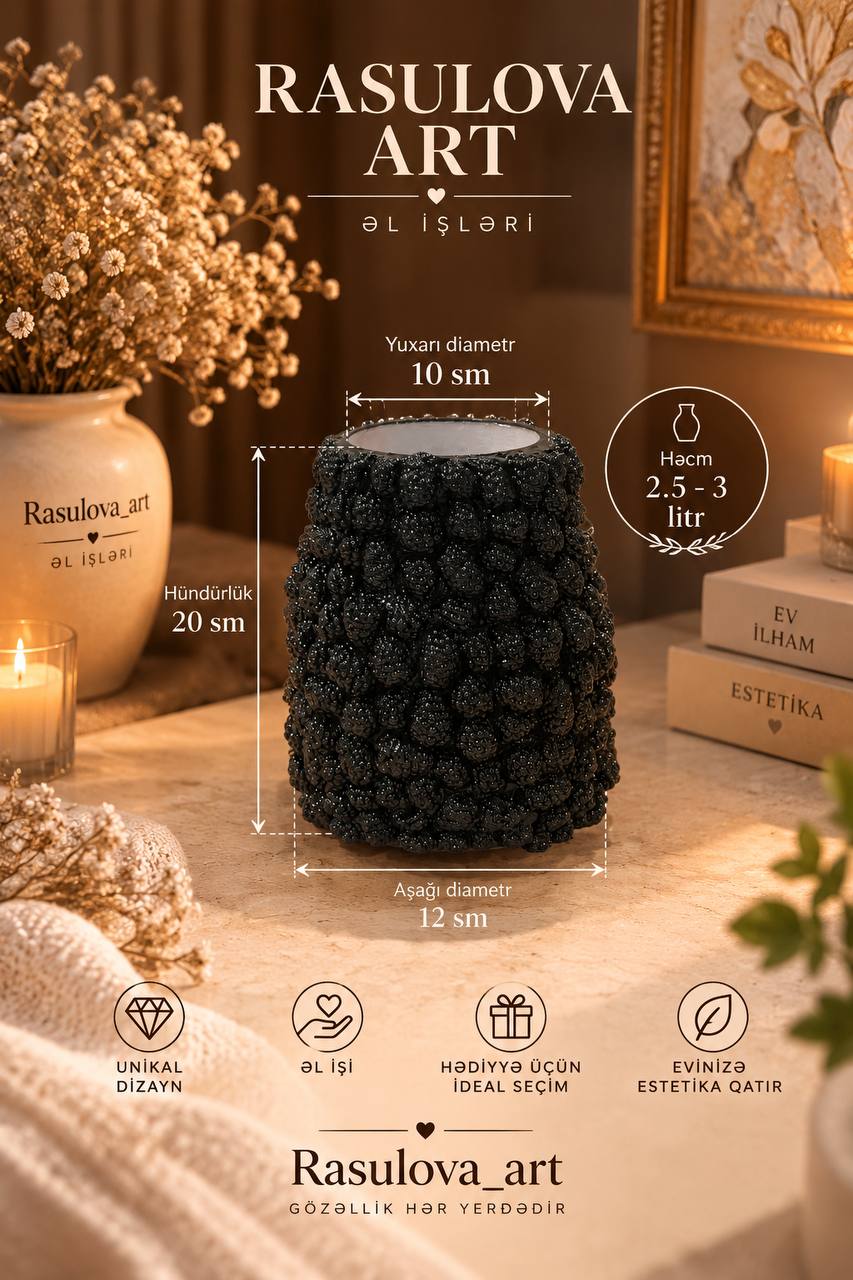 RASULOVA
ART
ƏL İŞLƏRİ
Yuxarı diametr
10 sm
Həcm
2.5 - 3
litr
Rasulova_art
ƏL İŞLƏRİ
Hündürlük
20 sm
EV
İLHAM
ESTETİKA
Aşağı diametr
12 sm
UNİKAL
DİZAYN
ƏL İŞİ
HƏDİYYƏ ÜÇÜN
İDEAL SEÇİM
EVİNİZƏ
ESTETİKA QATIR
Rasulova_art
GÖZƏLLİK HƏR YERĐƏDİR